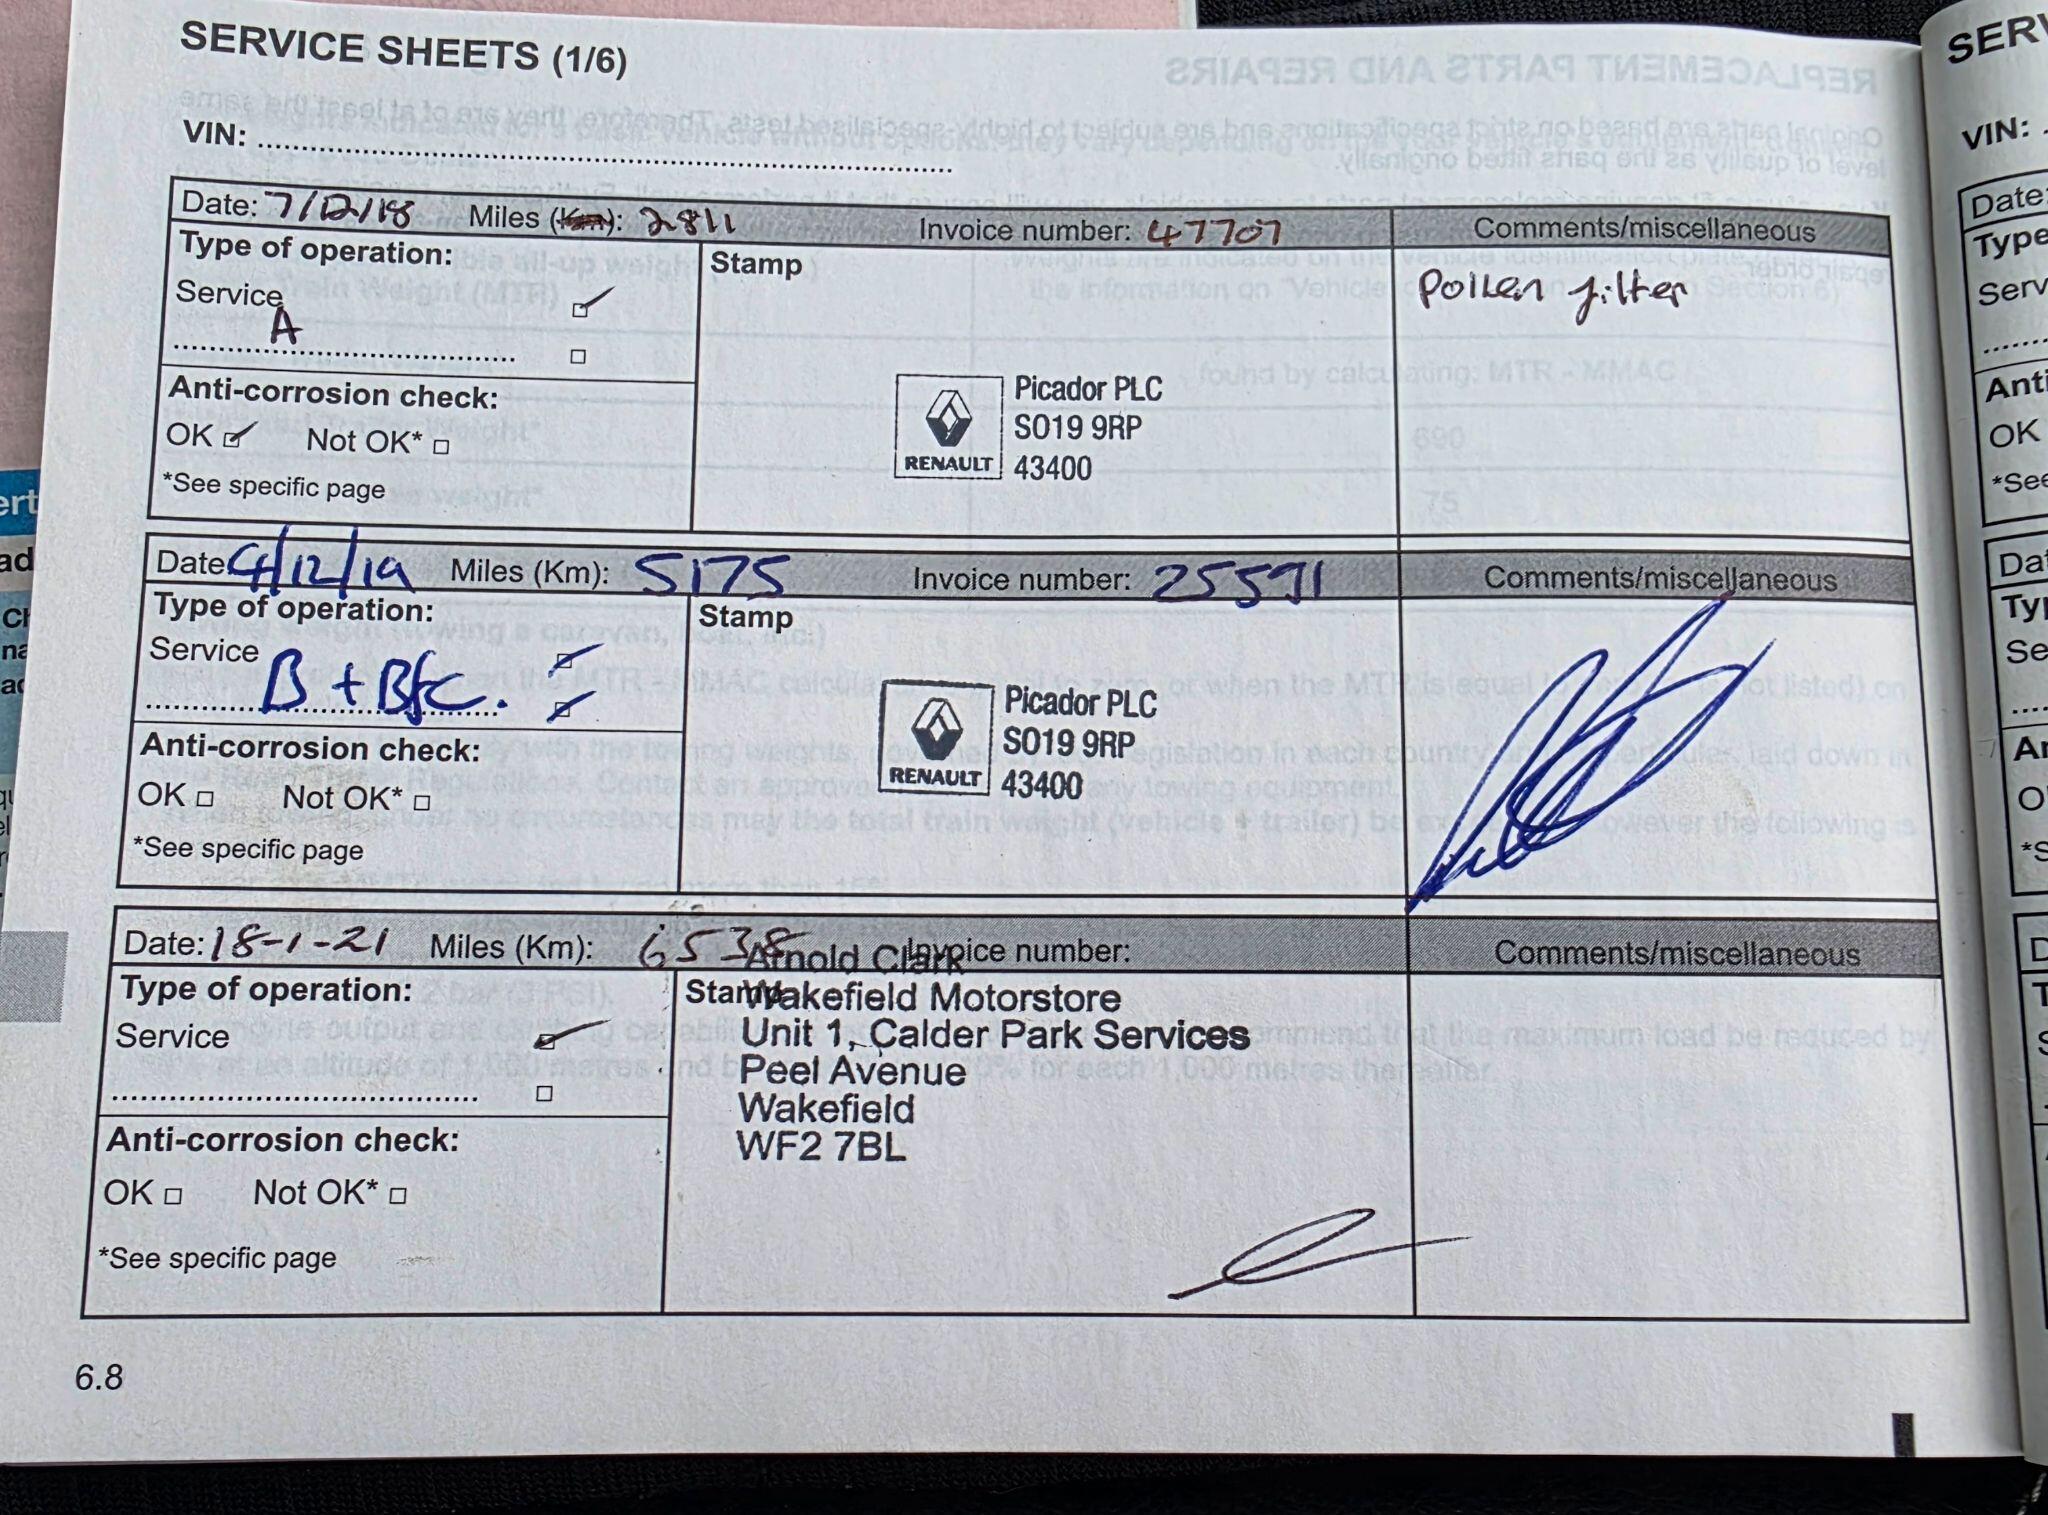 SERVICE SHEETS (1/6)
VIN:
Date: 7/12/18 Miles (Km): 2811 Invoice number: 47707 Comments/miscellaneous
Type of operation: Stamp
Pollen filter
Service
A
Picador PLC
SO19 9RP
RENAULT 43400
Anti-corrosion check:
OK Not OK*
*See specific page
Date: 4/12/19 Miles (Km): 5175 Invoice number: 25591 Comments/miscellaneous
Type of operation: Stamp
Service
B + Bfc.
Picador PLC
SO19 9RP
RENAULT 43400
Anti-corrosion check:
OK Not OK*
*See specific page
Date: 18-1-21 Miles (Km): 6538 Invoice number: Comments/miscellaneous
Type of operation: Stamp
Service
Arnold Clark
Wakefield Motorstore
Unit 1, Calder Park Services
Peel Avenue
Wakefield
WF2 7BL
Anti-corrosion check:
OK Not OK*
*See specific page
6.8
VIN: